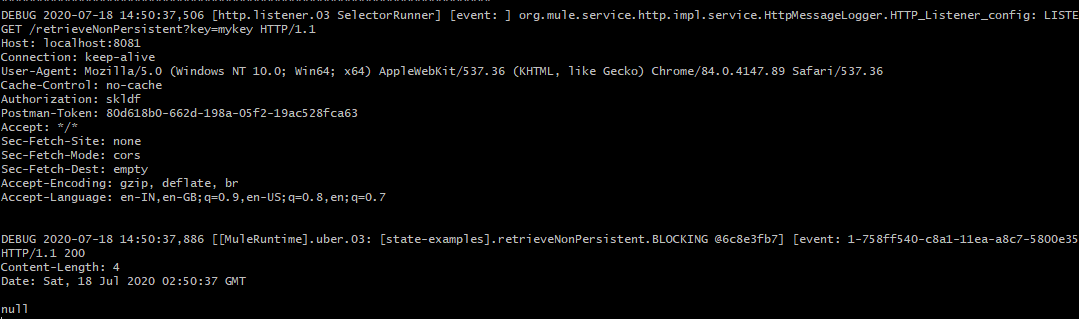 DEBUG 2020-07-18 14:50:37,506 [http.listener.03 SelectorRunner] [event: ] org.mule.service.http.impl.service.HttpMessageLogger.HTTP_Listener_config: LISTE
GET /retrieveNonPersistent?key=mykey HTTP/1.1
Host: localhost:8081
Connection: keep-alive
User-Agent: Mozilla/5.0 (Windows NT 10.0; Win64; x64) AppleWebKit/537.36 (KHTML, like Gecko) Chrome/84.0.4147.89 Safari/537.36
Cache-Control: no-cache
Authorization: skldf
Postman-Token: 80d618b0-662d-198a-05f2-19ac528fca63
Accept: */*
Sec-Fetch-Site: none
Sec-Fetch-Mode: cors
Sec-Fetch-Dest: empty
Accept-Encoding: gzip, deflate, br
Accept-Language: en-IN,en-GB;q=0.9,en-US;q=0.8,en;q=0.7
DEBUG 2020-07-18 14:50:37,886 [[MuleRuntime].uber.03: [state-examples].retrieveNonPersistent.BLOCKING @6c8e3fb7] [event: 1-758ff540-c8a1-11ea-a8c7-5800e35
HTTP/1.1 200
Content-Length: 4
Date: Sat, 18 Jul 2020 02:50:37 GMT
null